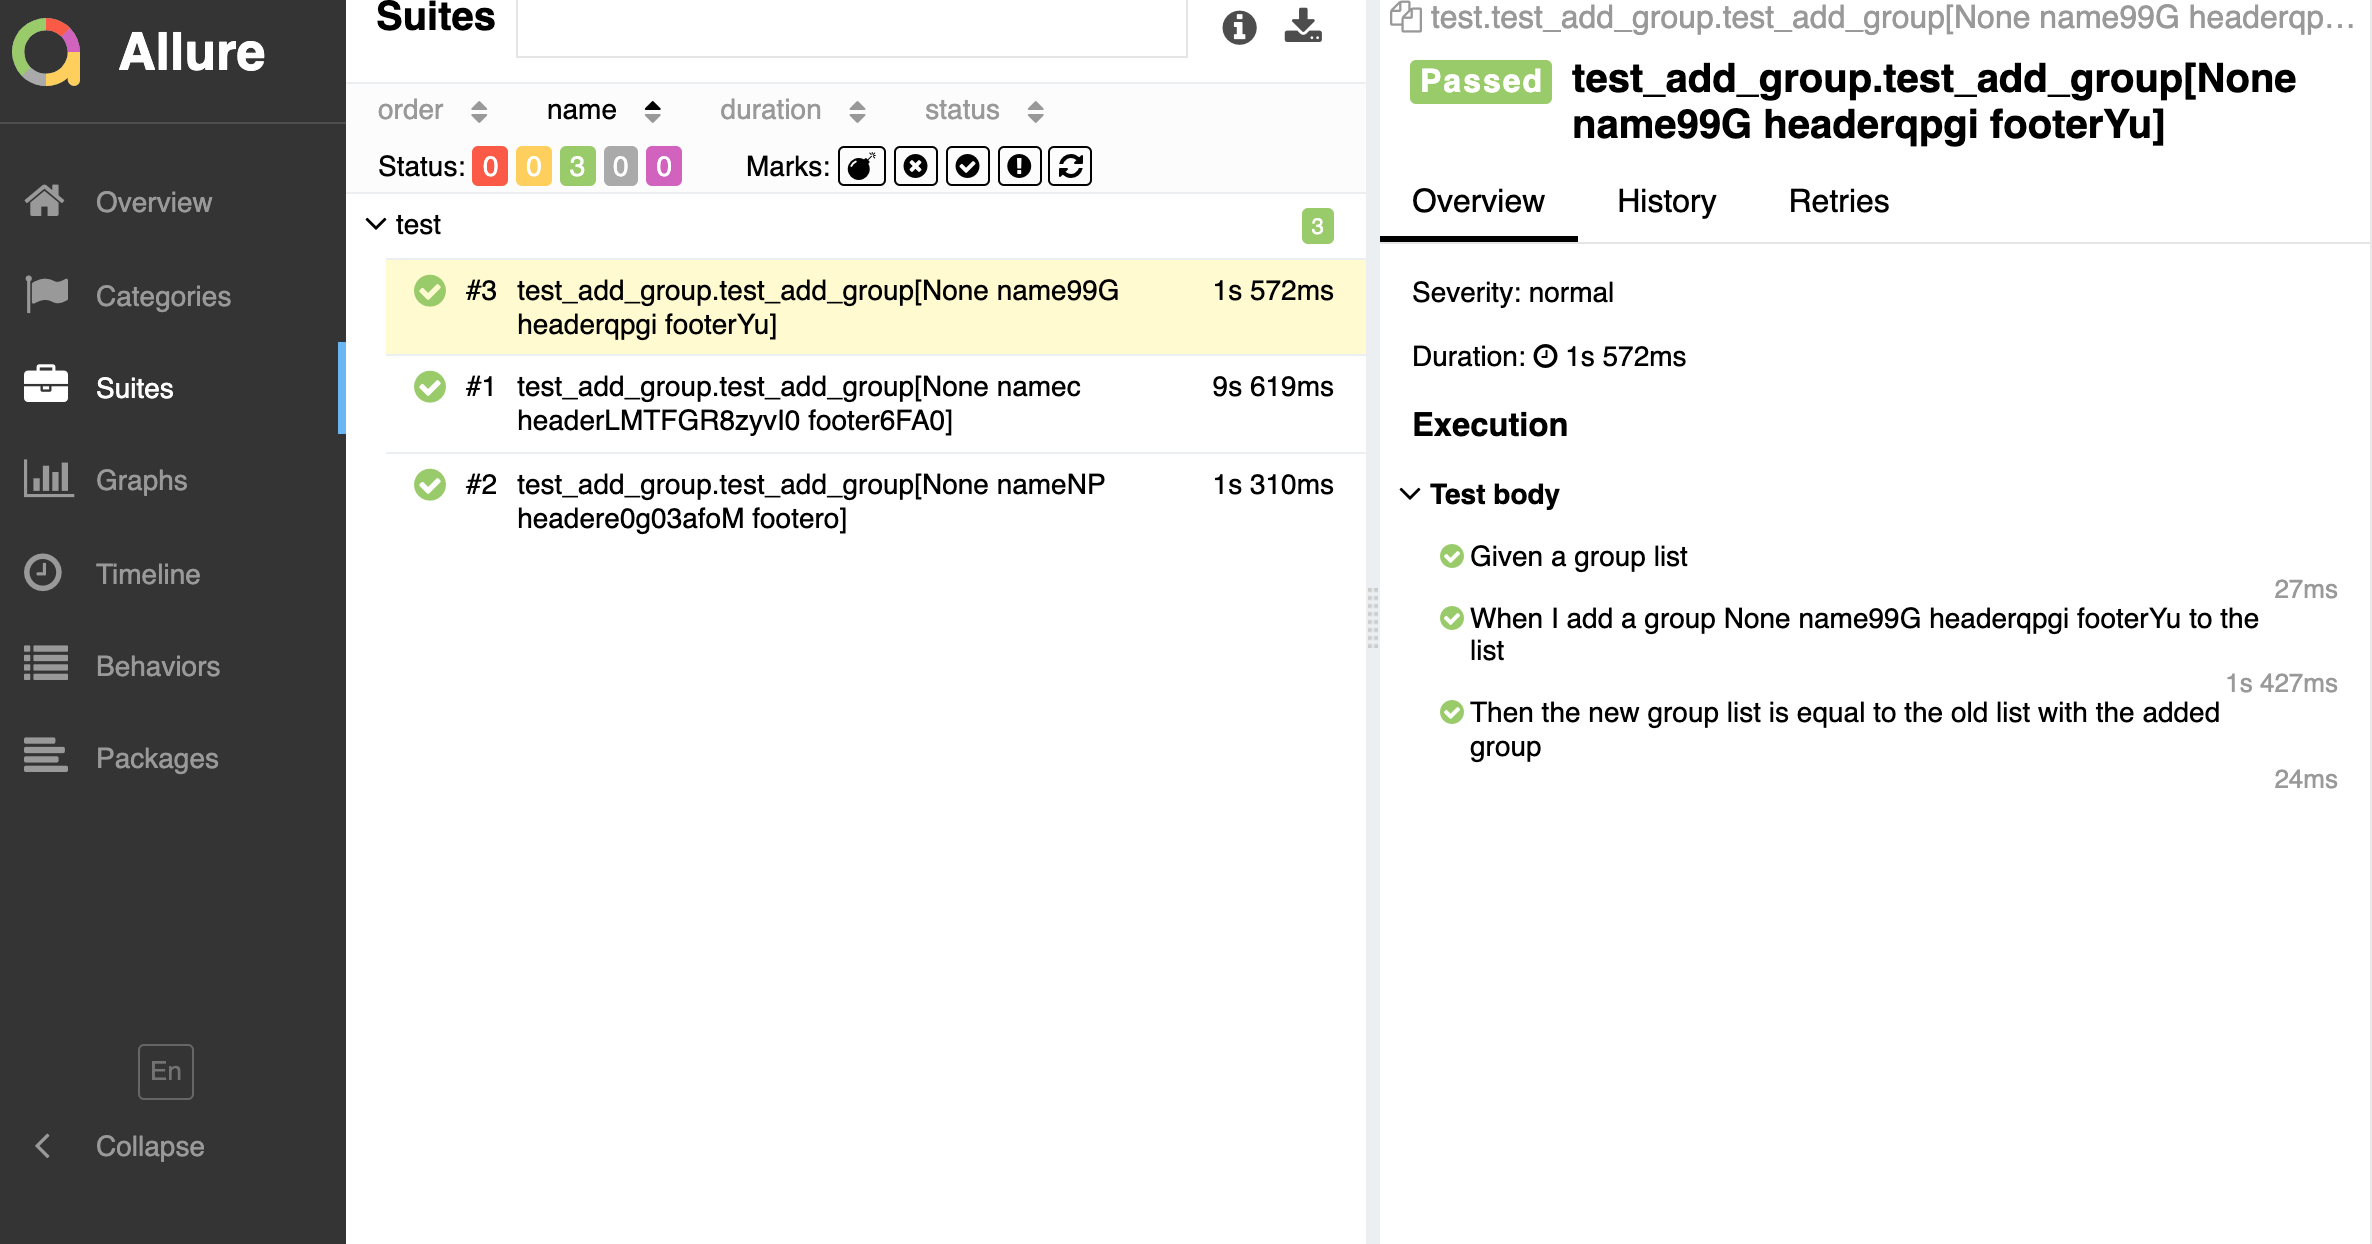 Allure
Overview
Categories
Suites
Graphs
Timeline
Behaviors
Packages
En
Collapse
Suites
order name duration status
Status: 0 0 3 0 0 Marks:
test 3
#3 test_add_group.test_add_group[None name99G 1s 572ms
headerqpgi footerYu]
#1 test_add_group.test_add_group[None namec 9s 619ms
headerLMTFGR8zyvI0 footer6FA0]
#2 test_add_group.test_add_group[None nameNP 1s 310ms
headere0g03afoM footero]
test.test_add_group.test_add_group[None name99G headerqp...
Passed test_add_group.test_add_group[None
name99G headerqpgi footerYu]
Overview History Retries
Severity: normal
Duration: 1s 572ms
Execution
Test body
Given a group list
27ms
When I add a group None name99G headerqpgi footerYu to the
list
1s 427ms
Then the new group list is equal to the old list with the added
group
24ms